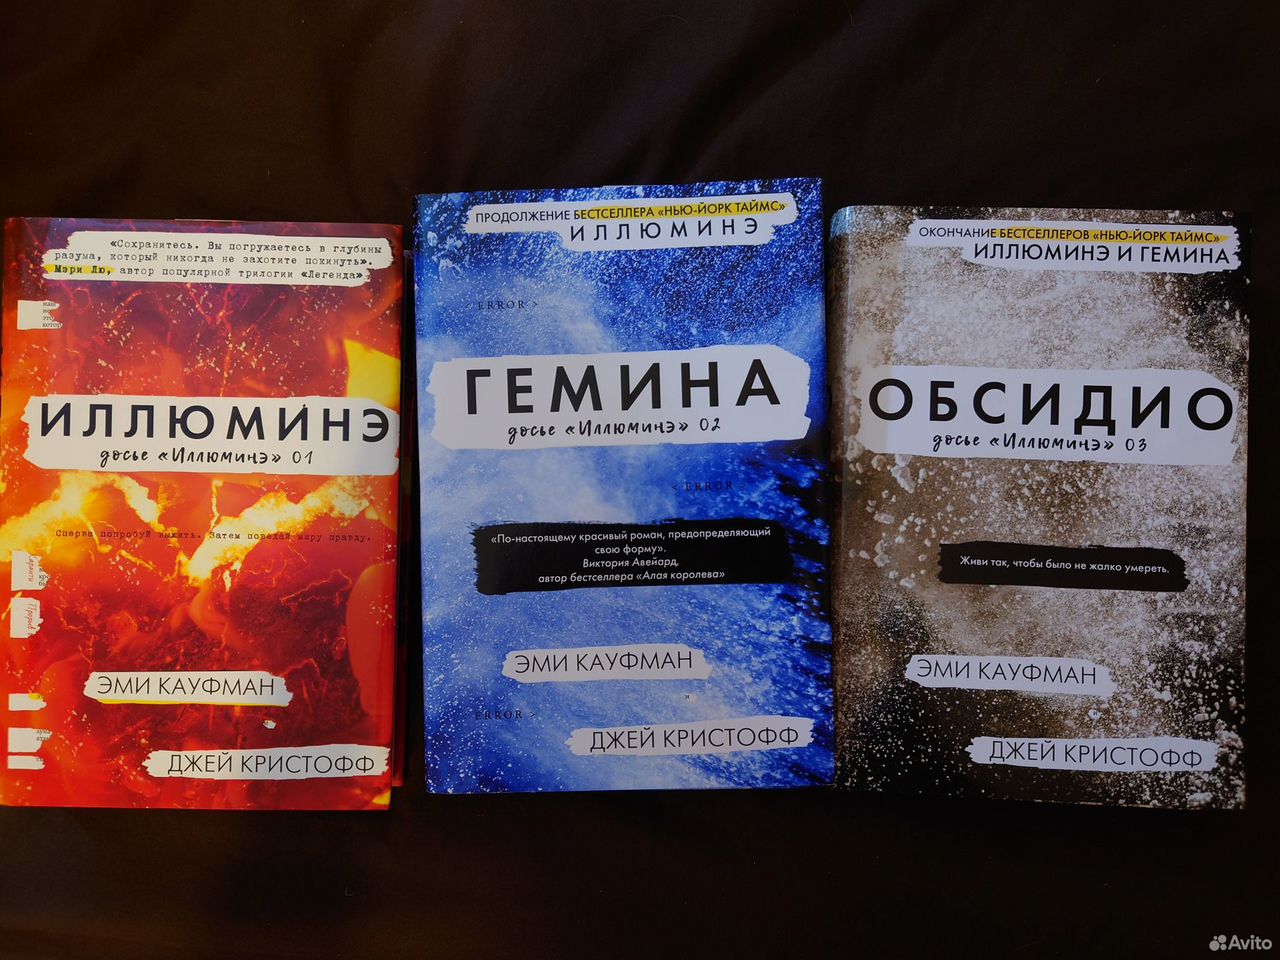 «Сохранитесь. Вы погружаетесь в глубины
разума, который никогда не захотите покинуть».
Мэри Лю, автор популярной трилогии «Легенда»
наш
это
котор
ИЛЛЮМИНЭ
досье «Иллюминэ» 01
Сперва попробуй выжить. Затем поведай миру правду.
ЭМИ КАУФМАН
и
ДЖЕЙ КРИСТОФФ
ПРОДОЛЖЕНИЕ БЕСТСЕЛЛЕРА «НЬЮ-ЙОРК ТАЙМС»
ИЛЛЮМИНЭ
ERROR >
ГЕМИНА
досье «Иллюминэ» 02
< ERROR >
«По-настоящему красивый роман, предопределяющий
свою форму».
Виктория Авейард,
автор бестселлера «Алая королева»
ЭМИ КАУФМАН
и
ERROR >
ДЖЕЙ КРИСТОФФ
ОКОНЧАНИЕ БЕСТСЕЛЛЕРОВ «НЬЮ-ЙОРК ТАЙМС»
ИЛЛЮМИНЭ И ГЕМИНА
ОБСИДИО
досье «Иллюминэ» 03
Живи так, чтобы было не жалко умереть.
ЭМИ КАУФМАН
и
ДЖЕЙ КРИСТОФФ
Avito